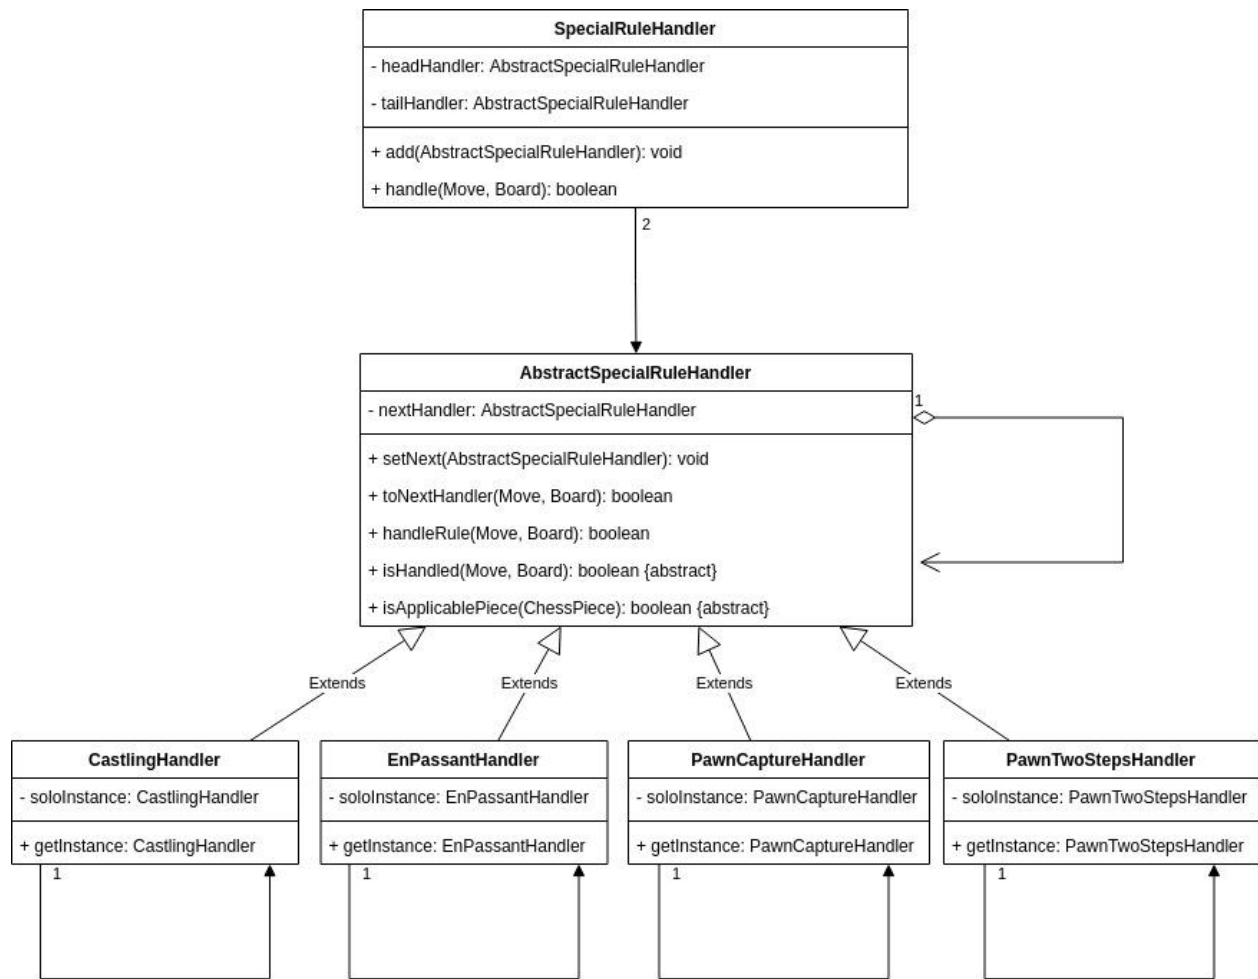 SpecialRuleHandler
- headHandler: AbstractSpecialRuleHandler
- tailHandler: AbstractSpecialRuleHandler
+ add(AbstractSpecialRuleHandler): void
+ handle(Move, Board): boolean
2
AbstractSpecialRuleHandler
- nextHandler: AbstractSpecialRuleHandler
1
+ setNext(AbstractSpecialRuleHandler): void
+ toNextHandler(Move, Board): boolean
+ handleRule(Move, Board): boolean
+ isHandled(Move, Board): boolean {abstract}
+ isApplicablePiece(ChessPiece): boolean {abstract}
Extends
Extends
Extends
Extends
CastlingHandler
- soloInstance: CastlingHandler
+ getInstance: CastlingHandler
1
EnPassantHandler
- soloInstance: EnPassantHandler
+ getInstance: EnPassantHandler
1
PawnCaptureHandler
- soloInstance: PawnCaptureHandler
+ getInstance: PawnCaptureHandler
1
PawnTwoStepsHandler
- soloInstance: PawnTwoStepsHandler
+ getInstance: PawnTwoStepsHandler
1